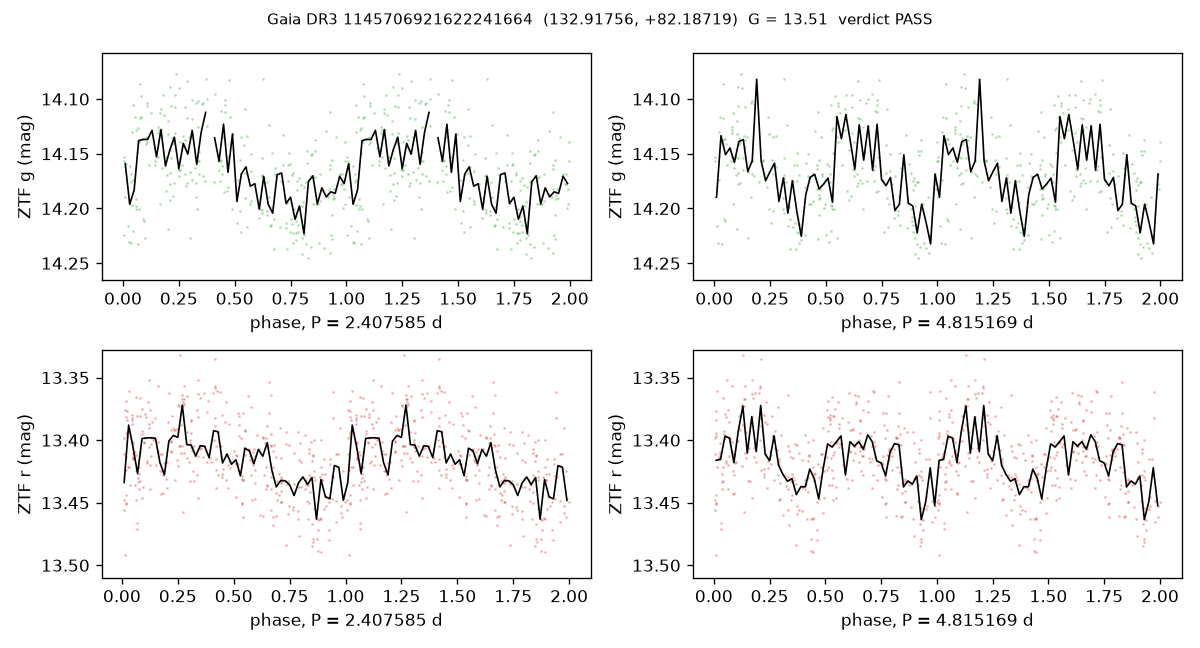 Gaia DR3 1145706921622241664  (132.91756, +82.18719)  G = 13.51  verdict PASS
ZTF g (mag)
14.10
14.15
14.20
14.25
0.00 0.25 0.50 0.75 1.00 1.25 1.50 1.75 2.00
phase, P = 2.407585 d
ZTF g (mag)
14.10
14.15
14.20
14.25
0.00 0.25 0.50 0.75 1.00 1.25 1.50 1.75 2.00
phase, P = 4.815169 d
ZTF r (mag)
13.35
13.40
13.45
13.50
0.00 0.25 0.50 0.75 1.00 1.25 1.50 1.75 2.00
phase, P = 2.407585 d
ZTF r (mag)
13.35
13.40
13.45
13.50
0.00 0.25 0.50 0.75 1.00 1.25 1.50 1.75 2.00
phase, P = 4.815169 d